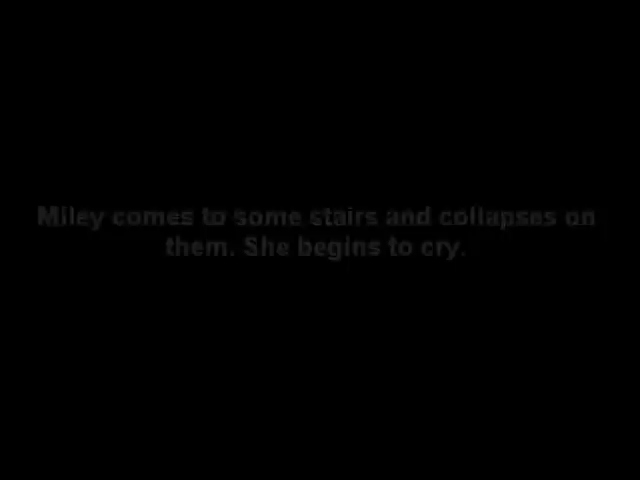 Miley comes to some stairs and collapses on
them. She begins to cry.